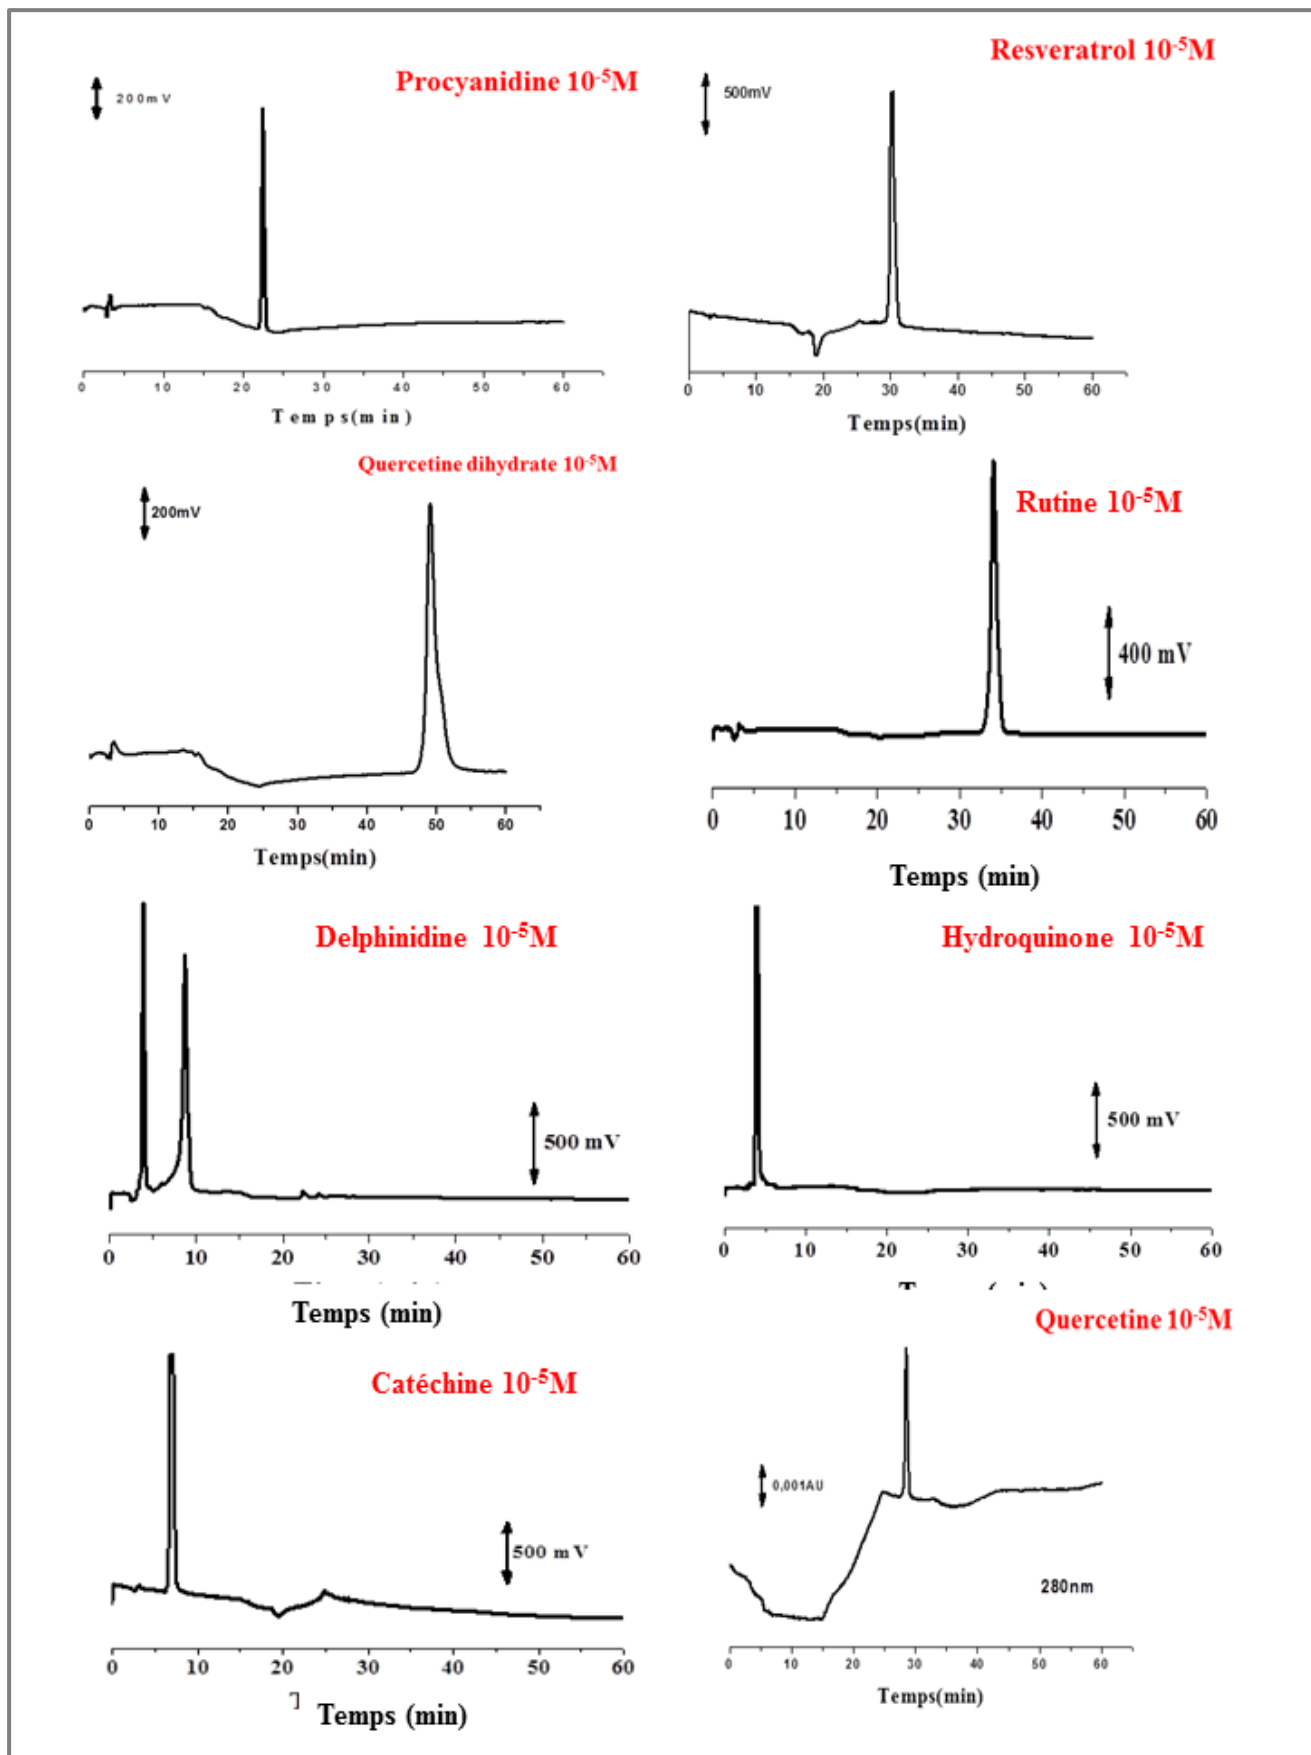 Procyanidine 10⁻⁵M
200mV
0 10 20 30 40 50 60
Temps(min)
Resveratrol 10⁻⁵M
500mV
0 10 20 30 40 50 60
Temps(min)
Quercetine dihydrate 10⁻⁵M
200mV
0 10 20 30 40 50 60
Temps(min)
Rutine 10⁻⁵M
400 mV
0 10 20 30 40 50 60
Temps (min)
Delphinidine 10⁻⁵M
500 mV
0 10 20 30 40 50 60
Temps (min)
Hydroquinone 10⁻⁵M
500 mV
0 10 20 30 40 50 60
Catéchine 10⁻⁵M
500 mV
0 10 20 30 40 50 60
Temps (min)
Quercetine 10⁻⁵M
0,001AU
280nm
0 10 20 30 40 50 60
Temps(min)